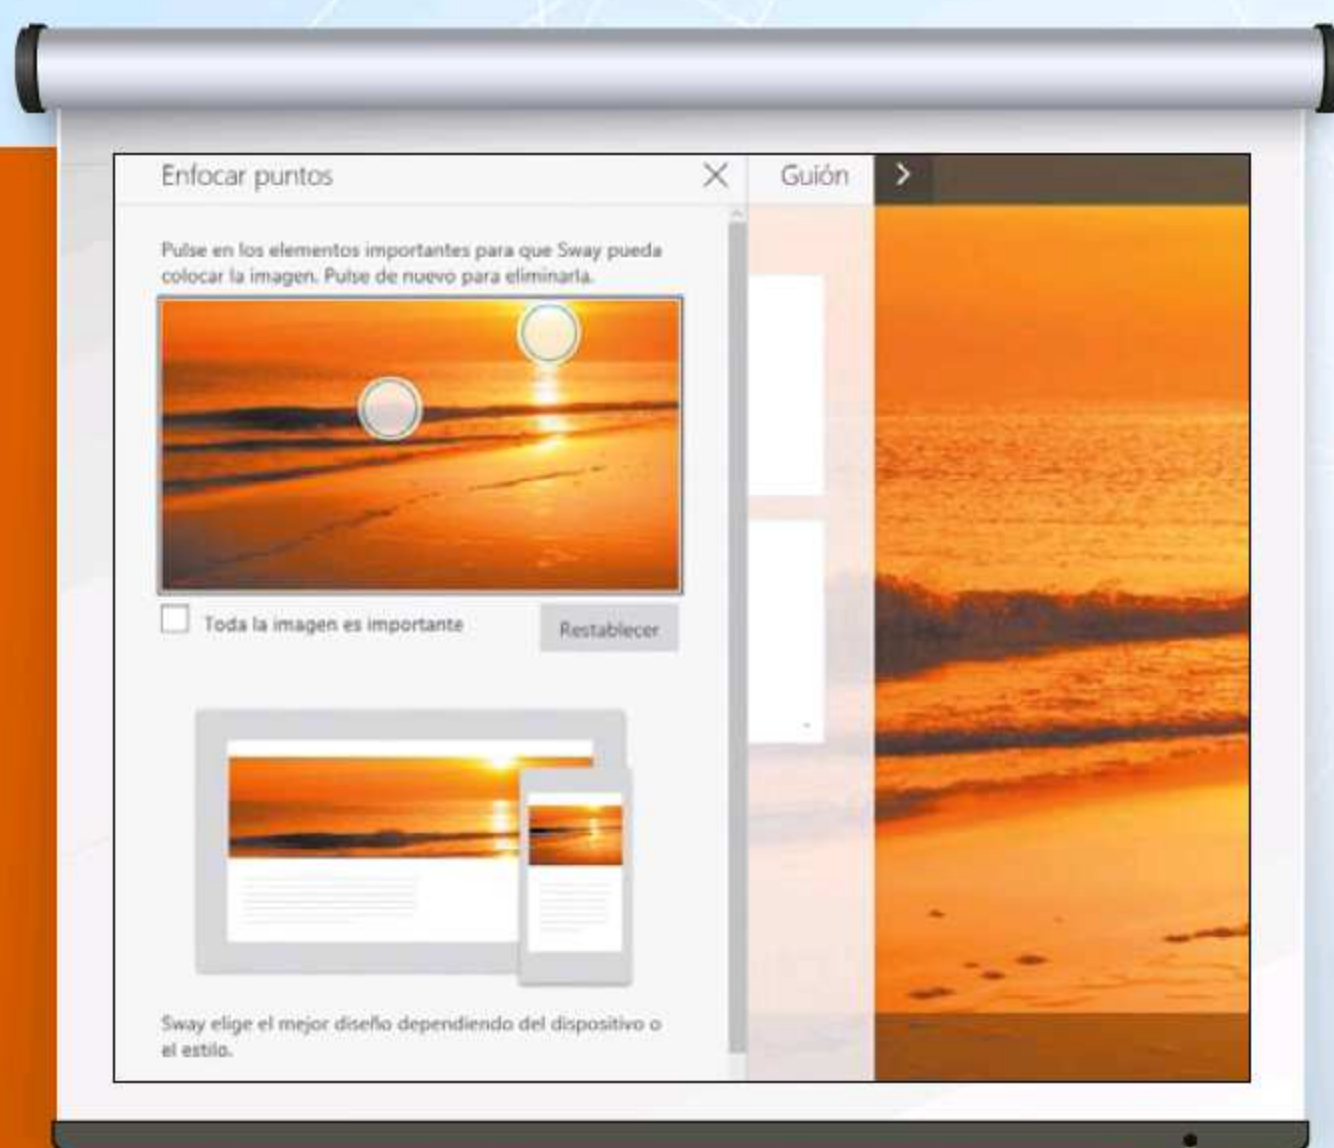 Enfocar puntos
Guión
Pulse en los elementos importantes para que Sway pueda
colocar la imagen. Pulse de nuevo para eliminarla.
Toda la imagen es importante
Restablecer
Sway elige el mejor diseño dependiendo del dispositivo o
el estilo.